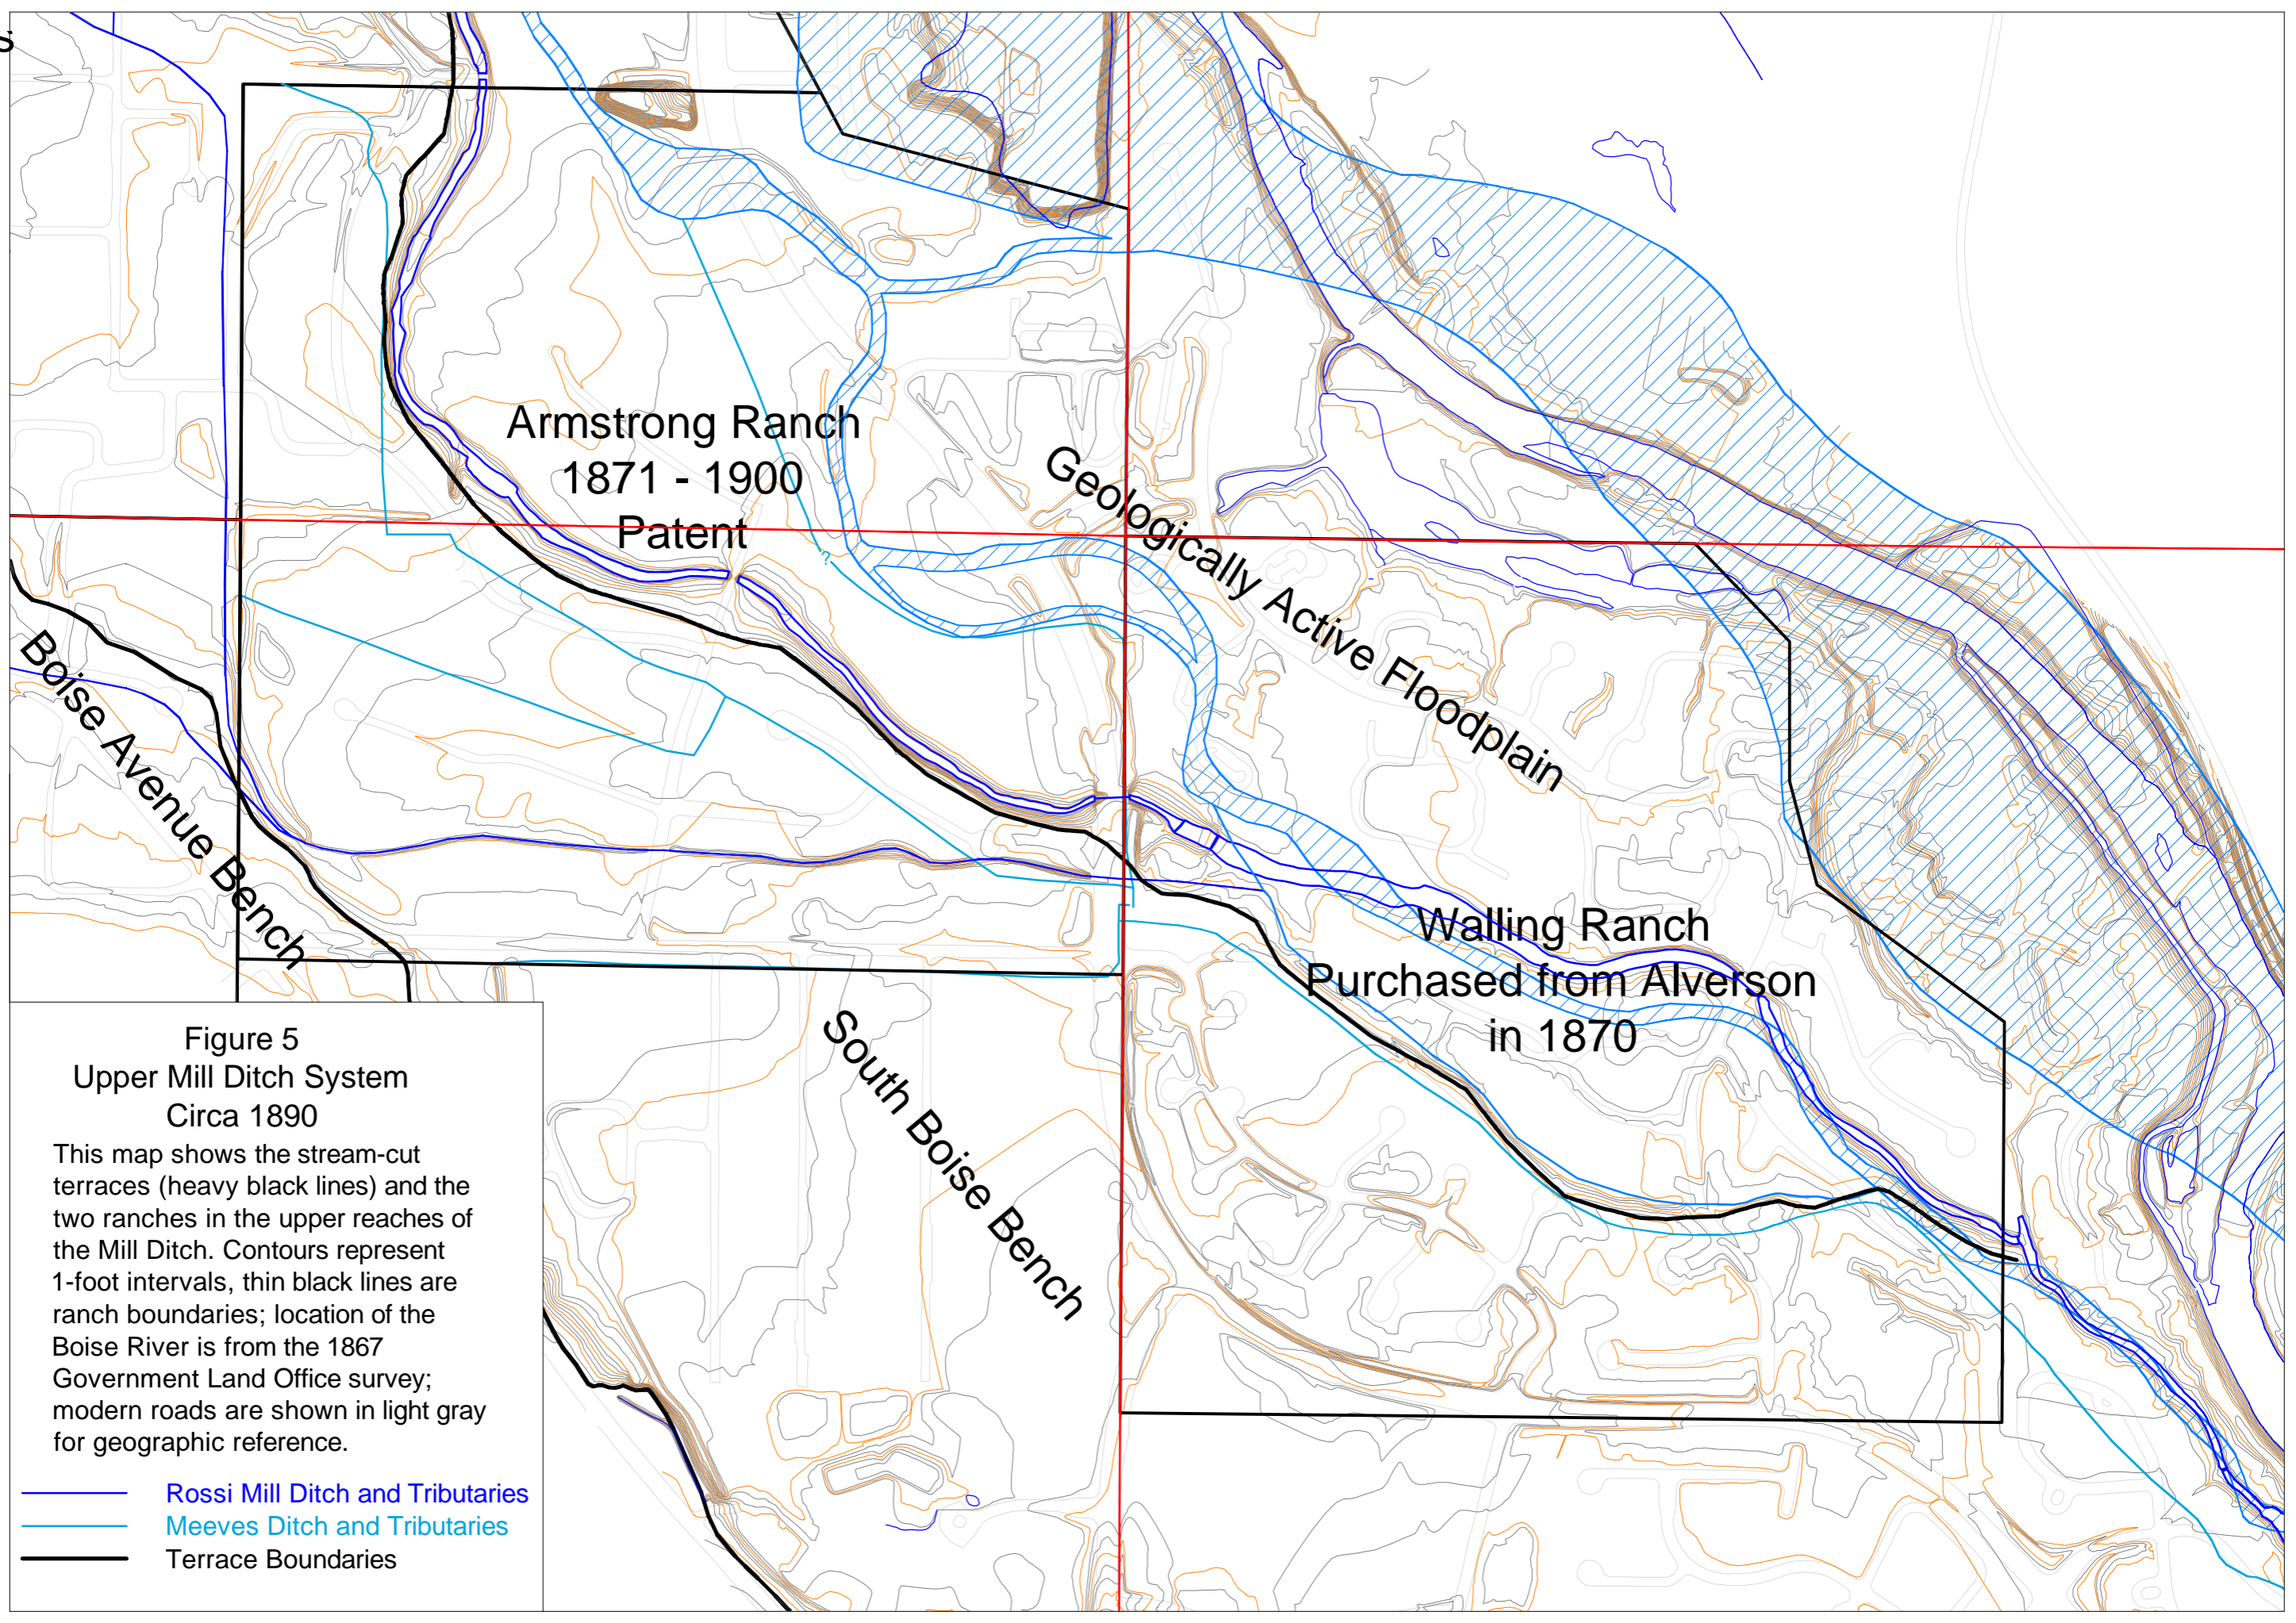 s
Armstrong Ranch
1871 - 1900
Patent
?
Geologically Active Floodplain
Boise Avenue Bench
Walling Ranch
Purchased from Alverson
in 1870
South Boise Bench
Figure 5
Upper Mill Ditch System
Circa 1890
This map shows the stream-cut
terraces (heavy black lines) and the
two ranches in the upper reaches of
the Mill Ditch. Contours represent
1-foot intervals, thin black lines are
ranch boundaries; location of the
Boise River is from the 1867
Government Land Office survey;
modern roads are shown in light gray
for geographic reference.
Rossi Mill Ditch and Tributaries
Meeves Ditch and Tributaries
Terrace Boundaries